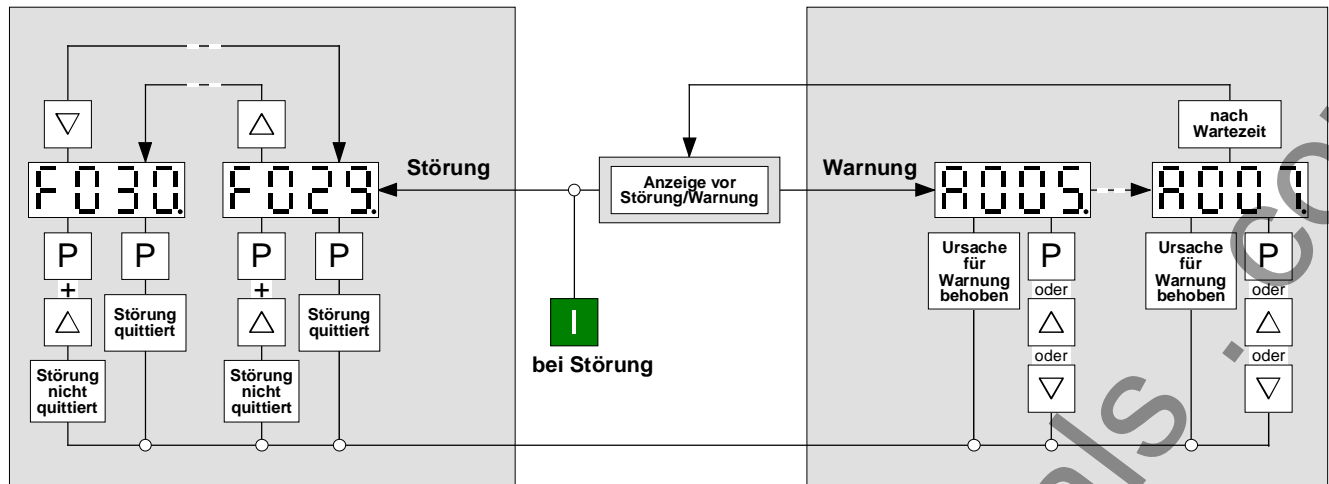 nach
Wartezeit
Störung
Anzeige vor
Störung/Warnung
Warnung
F030.
F029.
A005.
A007.
P
P
P
P
+
+
Störung
quittiert
Störung
quittiert
Störung
nicht
quittiert
Störung
nicht
quittiert
I
bei Störung
Ursache
für
Warnung
behoben
P
oder
oder
Ursache
für
Warnung
behoben
P
oder
oder